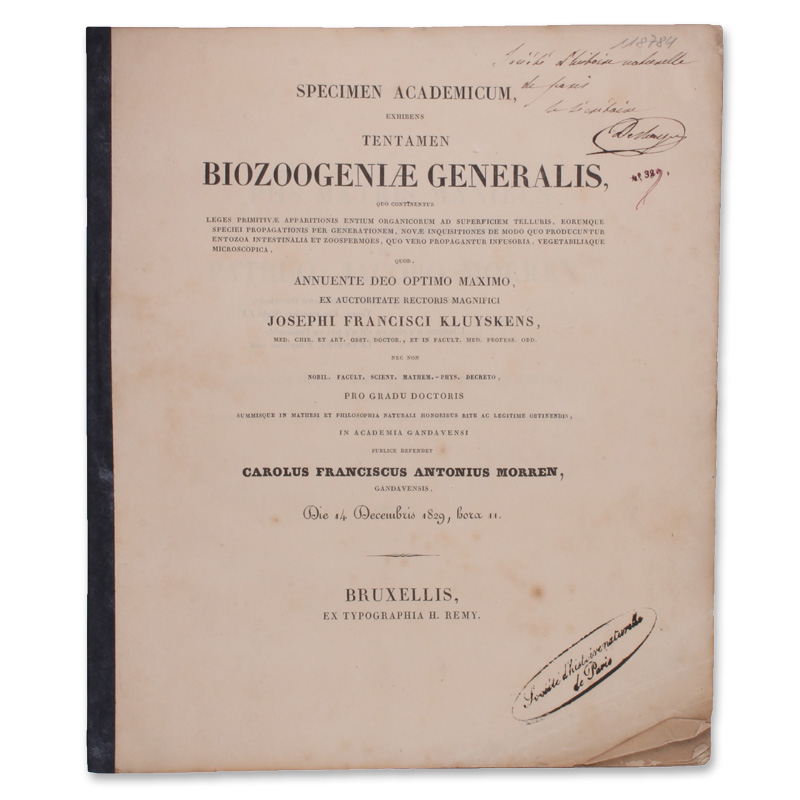 118784
Société d'histoire naturelle
de paris
le secrétaire
Deshayes
n° 389
SPECIMEN ACADEMICUM,
EXHIBENS
TENTAMEN
BIOZOOGENIÆ GENERALIS,
QUO CONTINENTUR
LEGES PRIMITIVÆ APPARITIONIS ENTIUM ORGANICORUM AD SUPERFICIEM TELLURIS, EORUMQUE
SPECIEI PROPAGATIONIS PER GENERATIONEM, NOVÆ INQUISITIONES DE MODO QUO PRODUCUNTUR
ENTOZOA INTESTINALIA ET ZOOSPERMOES, QUO VERO PROPAGANTUR INFUSORIA, VEGETABILIAQUE
MICROSCOPICA,
QUOD,
ANNUENTE DEO OPTIMO MAXIMO,
EX AUCTORITATE RECTORIS MAGNIFICI
JOSEPHI FRANCISCI KLUYSKENS,
MED. CHIR. ET ART. OBST. DOCTOR., ET IN FACULT. MED. PROFESS. ORD.
NEC NON
NOBIL. FACULT. SCIENT. MATHEM.-PHYS. DECRETO,
PRO GRADU DOCTORIS
SUMMISQUE IN MATHESI ET PHILOSOPHIA NATURALI HONORIBUS RITE AC LEGITIME OBTINENDIS,
IN ACADEMIA GANDAVENSI
PUBLICE DEFENDET
CAROLUS FRANCISCUS ANTONIUS MORREN,
GANDAVENSIS,
Die 14 Decembris 1829, hora 11.
BRUXELLIS,
EX TYPOGRAPHIA H. REMY.
Société d'histoire naturelle
de Paris